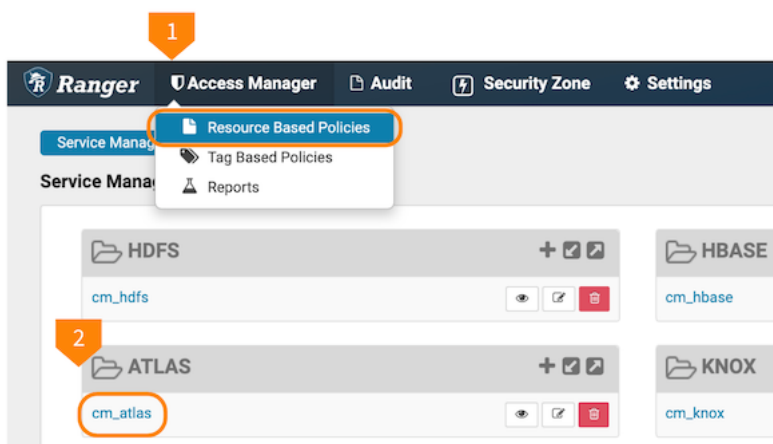 1
Ranger Access Manager Audit Security Zone Settings
Resource Based Policies
Service Manag
Tag Based Policies
Service Mana
Reports
HDFS HBASE
cm_hdfs cm_hbase
2
ATLAS KNOX
cm_atlas cm_knox